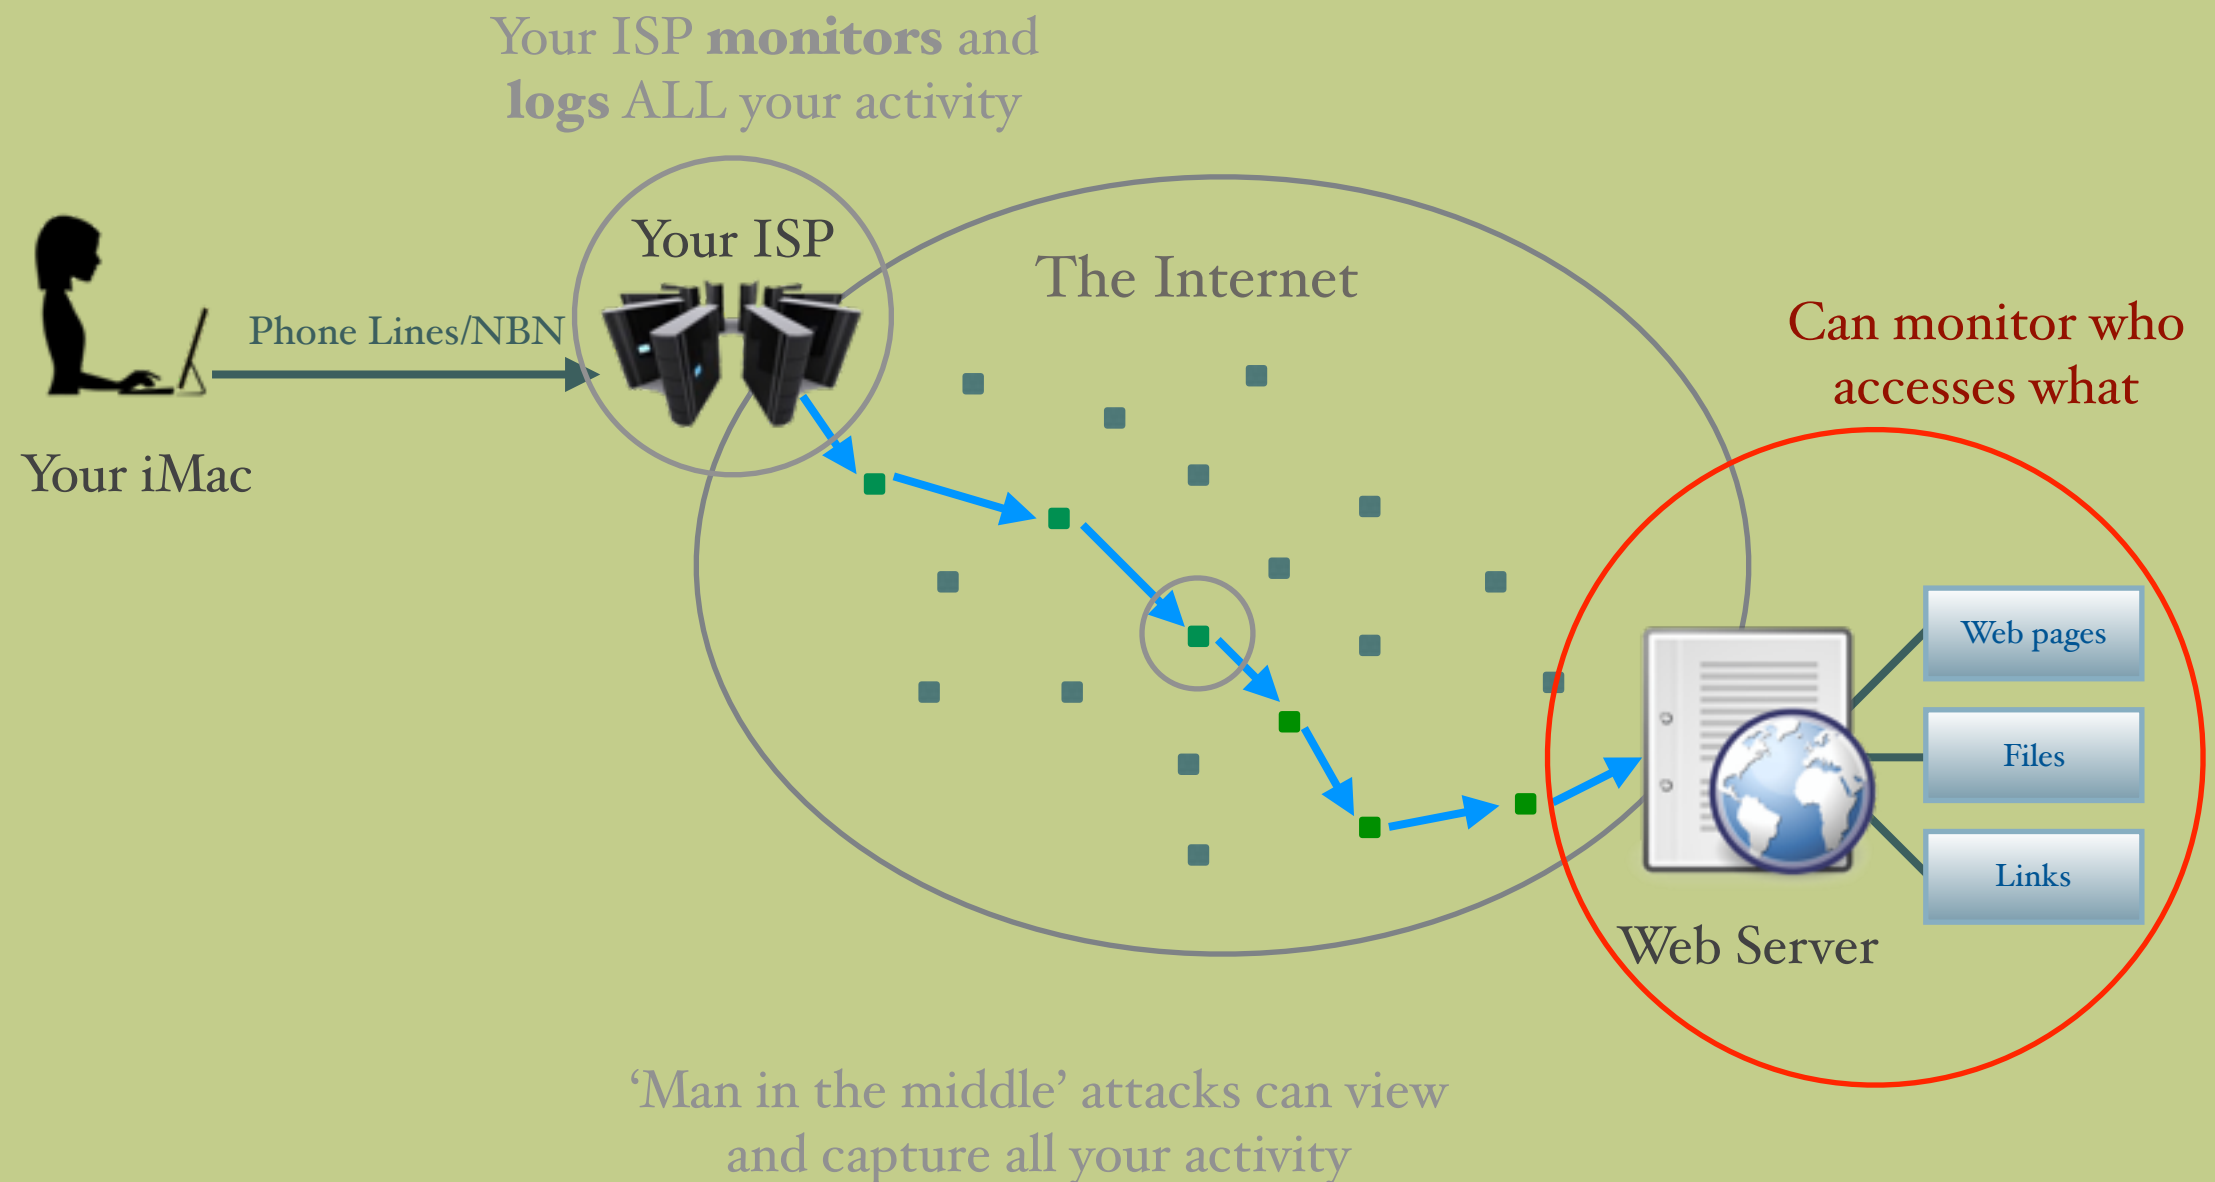 Your ISP monitors and
logs ALL your activity
Your ISP
The Internet
Phone Lines/NBN
Your iMac
Can monitor who
accesses what
Web pages
Files
Links
Web Server
‘Man in the middle’ attacks can view
and capture all your activity